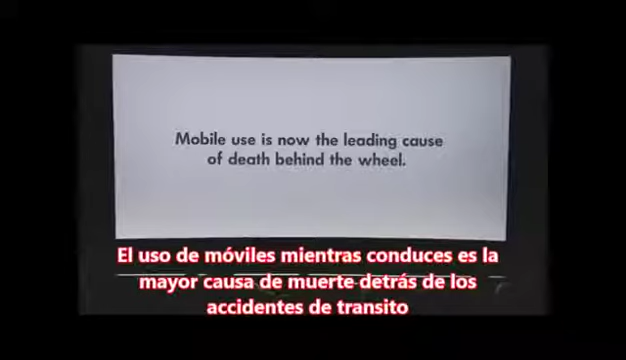 Mobile use is now the leading cause
of death behind the wheel.
El uso de móviles mientras conduces es la
mayor causa de muerte detrás de los
accidentes de transito